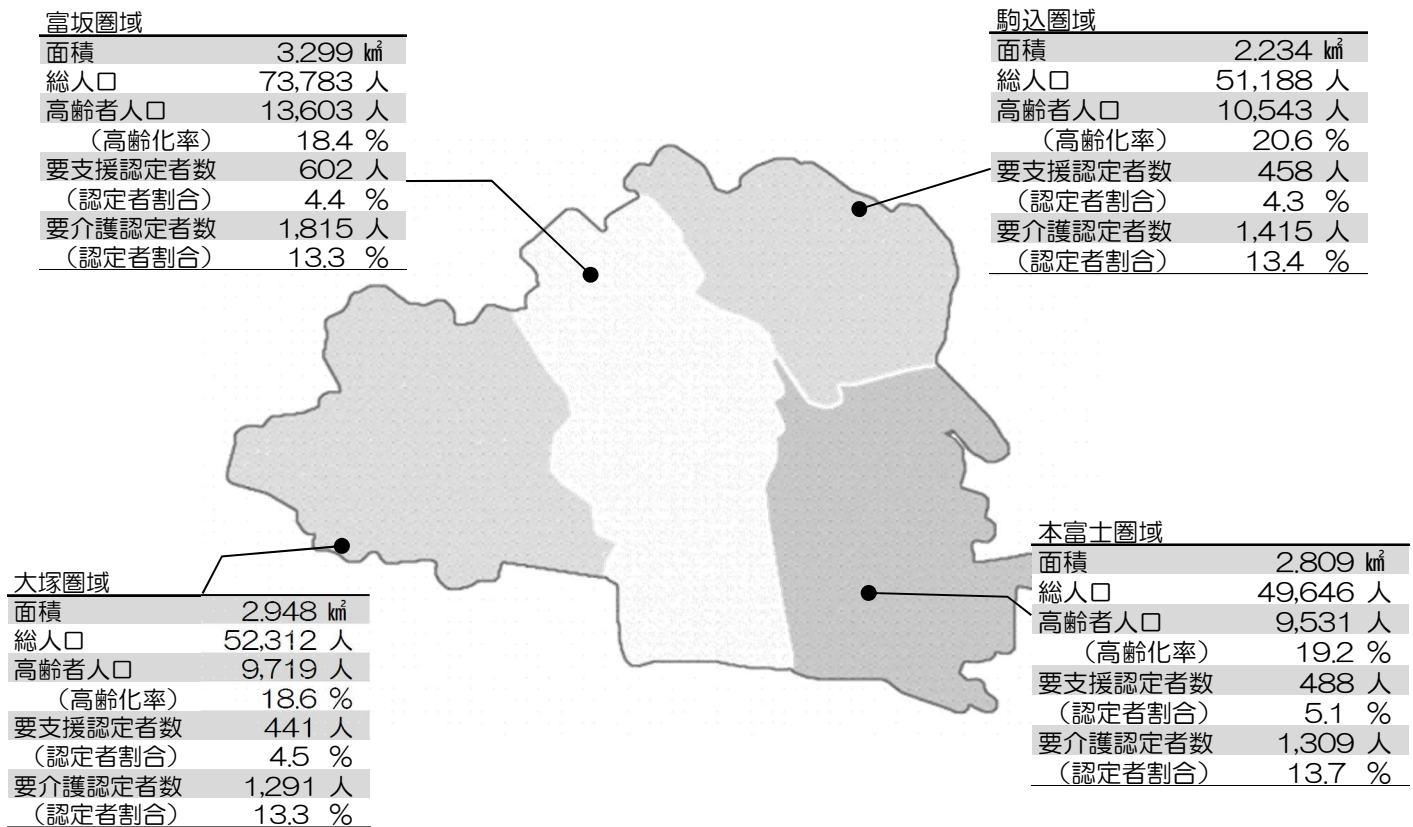 富坂圏域
面積 3.299 ㎢
総人口 73,783 人
高齢者人口 13,603 人
（高齢化率） 18.4 %
要支援認定者数 602 人
（認定者割合） 4.4 %
要介護認定者数 1,815 人
（認定者割合） 13.3 %
駒込圏域
面積 2.234 ㎢
総人口 51,188 人
高齢者人口 10,543 人
（高齢化率） 20.6 %
要支援認定者数 458 人
（認定者割合） 4.3 %
要介護認定者数 1,415 人
（認定者割合） 13.4 %
大塚圏域
面積 2.948 ㎢
総人口 52,312 人
高齢者人口 9,719 人
（高齢化率） 18.6 %
要支援認定者数 441 人
（認定者割合） 4.5 %
要介護認定者数 1,291 人
（認定者割合） 13.3 %
本富士圏域
面積 2.809 ㎢
総人口 49,646 人
高齢者人口 9,531 人
（高齢化率） 19.2 %
要支援認定者数 488 人
（認定者割合） 5.1 %
要介護認定者数 1,309 人
（認定者割合） 13.7 %